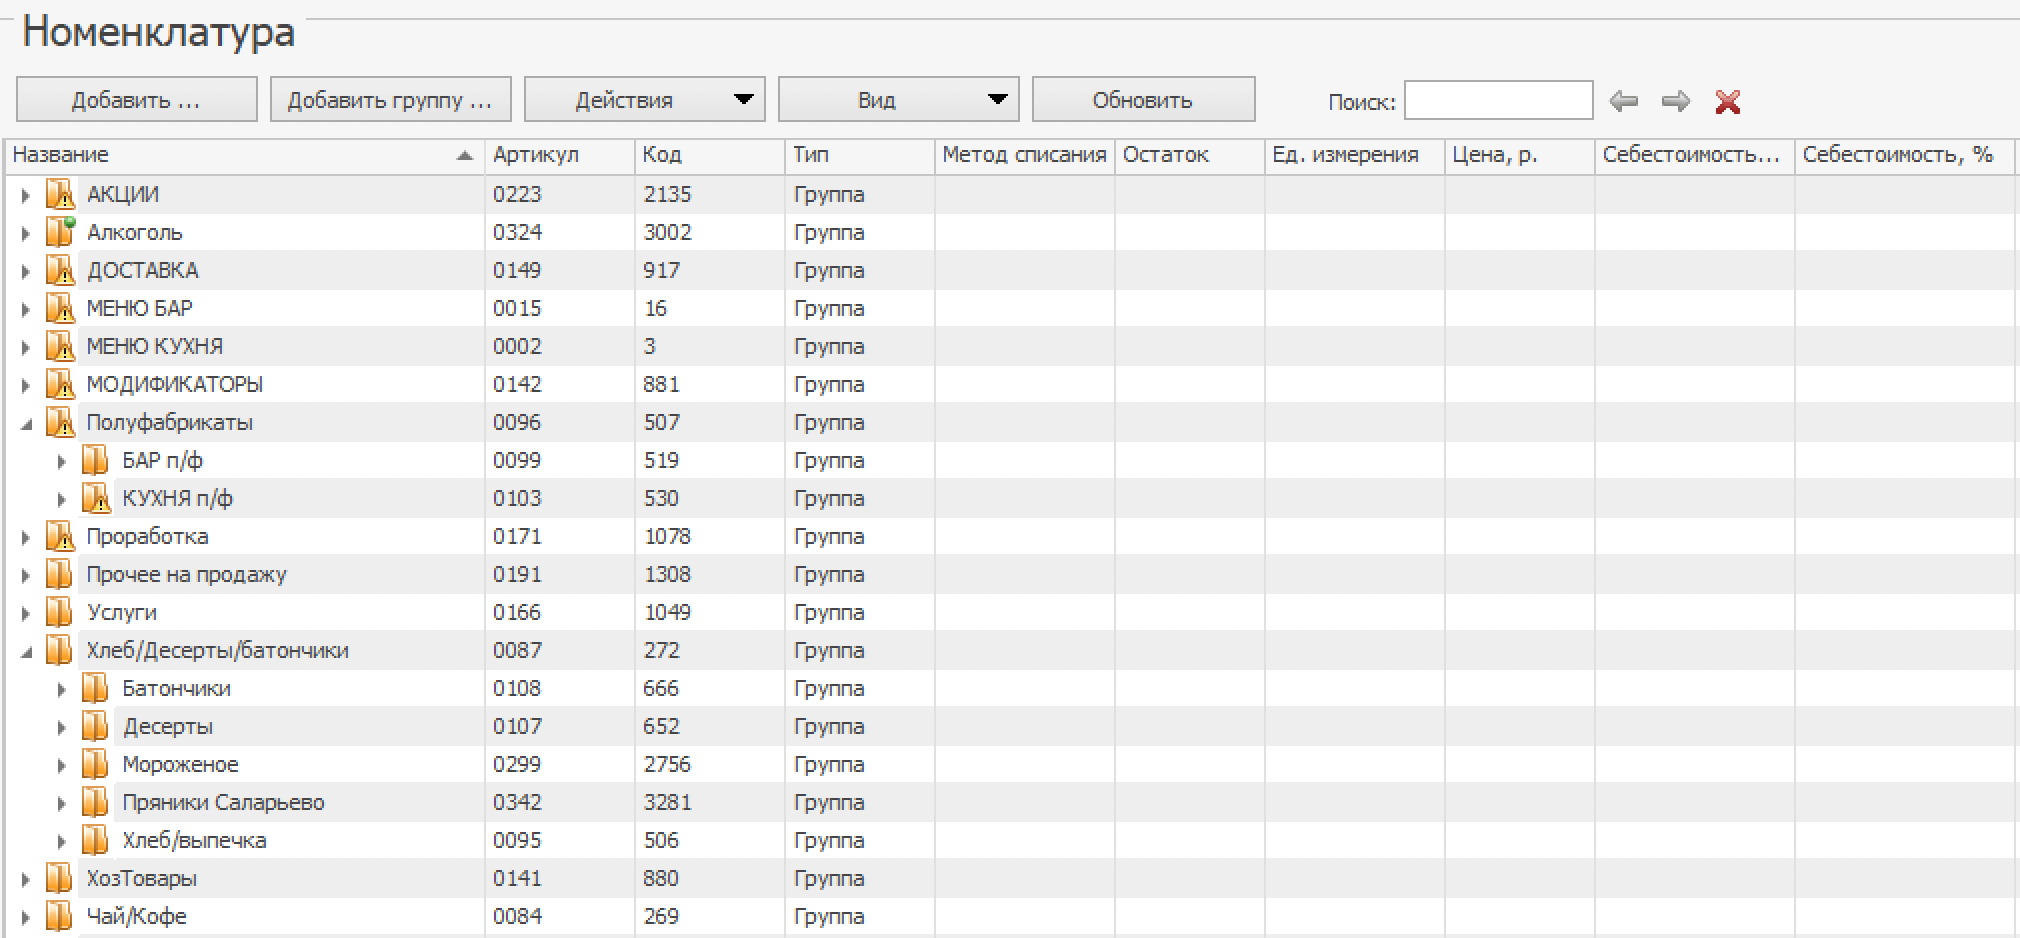 Номенклатура
Добавить ... Добавить группу ... Действия Вид Обновить Поиск:
Название Артикул Код Тип Метод списания Остаток Ед. измерения Цена, р. Себестоимость... Себестоимость, %
АКЦИИ 0223 2135 Группа
Алкоголь 0324 3002 Группа
ДОСТАВКА 0149 917 Группа
МЕНЮ БАР 0015 16 Группа
МЕНЮ КУХНЯ 0002 3 Группа
МОДИФИКАТОРЫ 0142 881 Группа
Полуфабрикаты 0096 507 Группа
БАР п/ф 0099 519 Группа
КУХНЯ п/ф 0103 530 Группа
Проработка 0171 1078 Группа
Прочее на продажу 0191 1308 Группа
Услуги 0166 1049 Группа
Хлеб/Десерты/батончики 0087 272 Группа
Батончики 0108 666 Группа
Десерты 0107 652 Группа
Мороженое 0299 2756 Группа
Пряники Саларьево 0342 3281 Группа
Хлеб/выпечка 0095 506 Группа
ХозТовары 0141 880 Группа
Чай/Кофе 0084 269 Группа